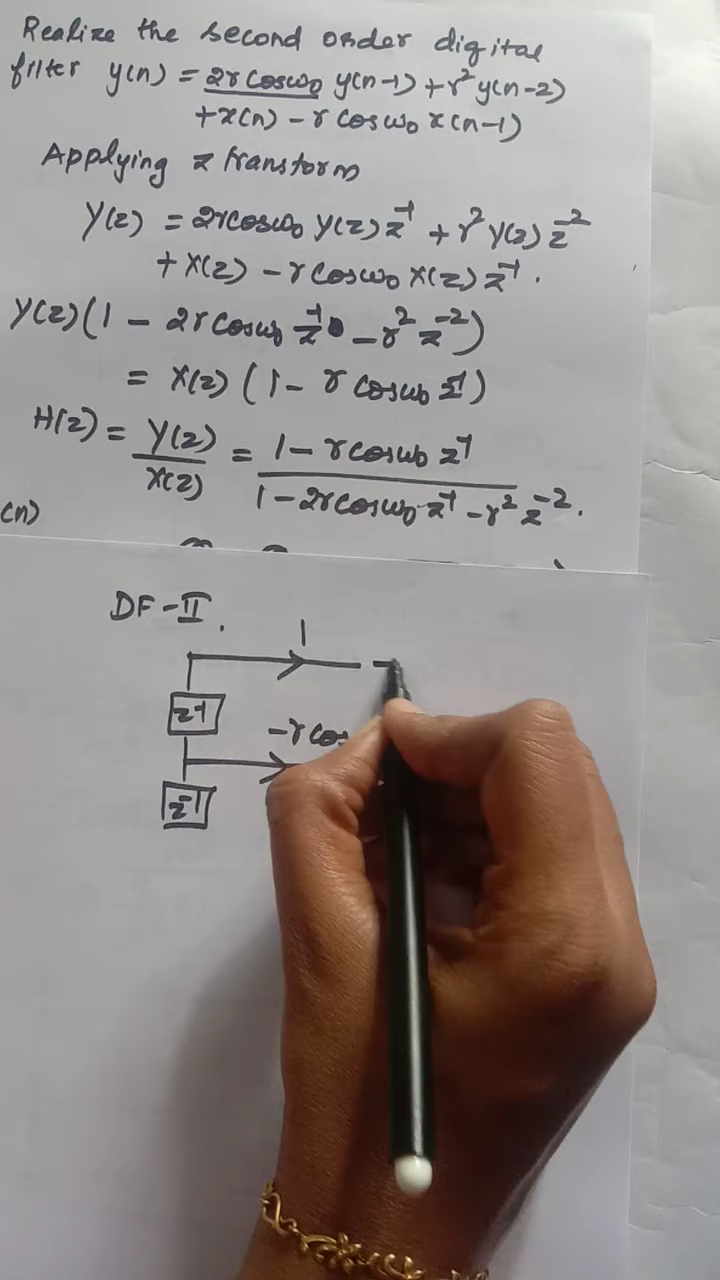 Realize the second order digital
filter y(n) = 2r cosω₀ y(n-1) + r² y(n-2)
+ x(n) - r cosω₀ x(n-1)
Applying z transform
Y(z) = 2r cosω₀ Y(z) z⁻¹ + r² Y(z) z⁻²
+ X(z) - r cosω₀ X(z) z⁻¹.
Y(z) (1 - 2r cosω₀ z⁻¹ - r² z⁻²)
= X(z) (1 - r cosω₀ z⁻¹)
H(z) = Y(z)/X(z) = 1 - r cosω₀ z⁻¹ / 1 - 2r cosω₀ z⁻¹ - r² z⁻².
(n)
DF-II.
1
z⁻¹
-r cos
z⁻¹